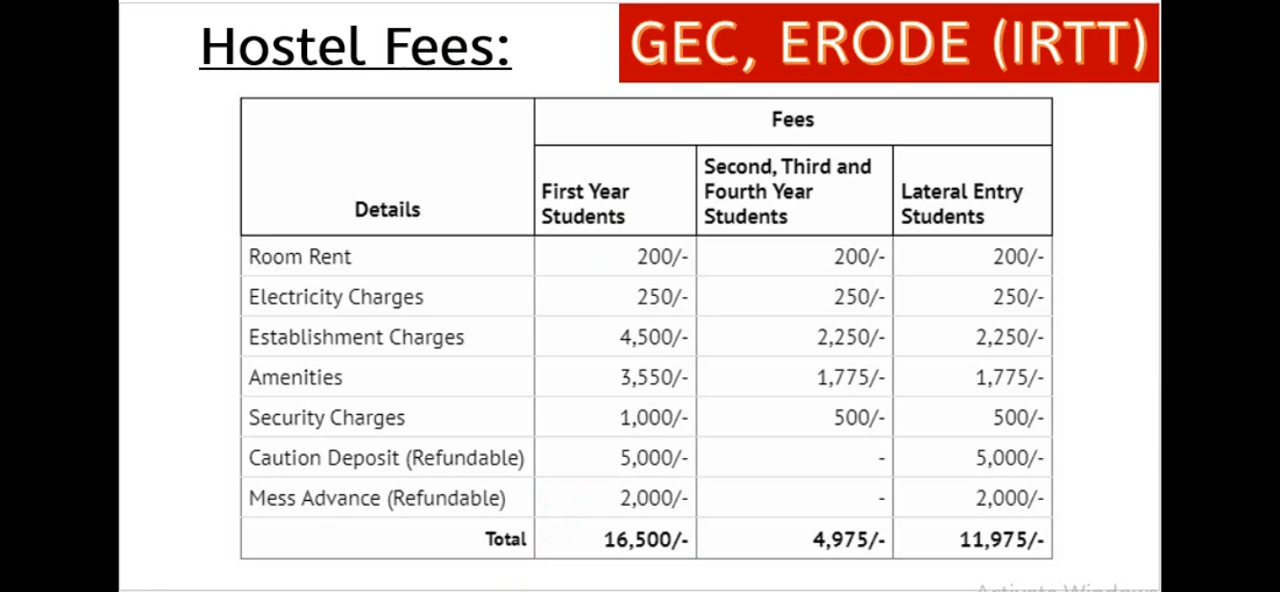 Hostel Fees:
GEC, ERODE (IRTT)
Details
Fees
First Year
Students
Second, Third and
Fourth Year
Students
Lateral Entry
Students
Room Rent 200/- 200/- 200/-
Electricity Charges 250/- 250/- 250/-
Establishment Charges 4,500/- 2,250/- 2,250/-
Amenities 3,550/- 1,775/- 1,775/-
Security Charges 1,000/- 500/- 500/-
Caution Deposit (Refundable) 5,000/- - 5,000/-
Mess Advance (Refundable) 2,000/- - 2,000/-
Total 16,500/- 4,975/- 11,975/-